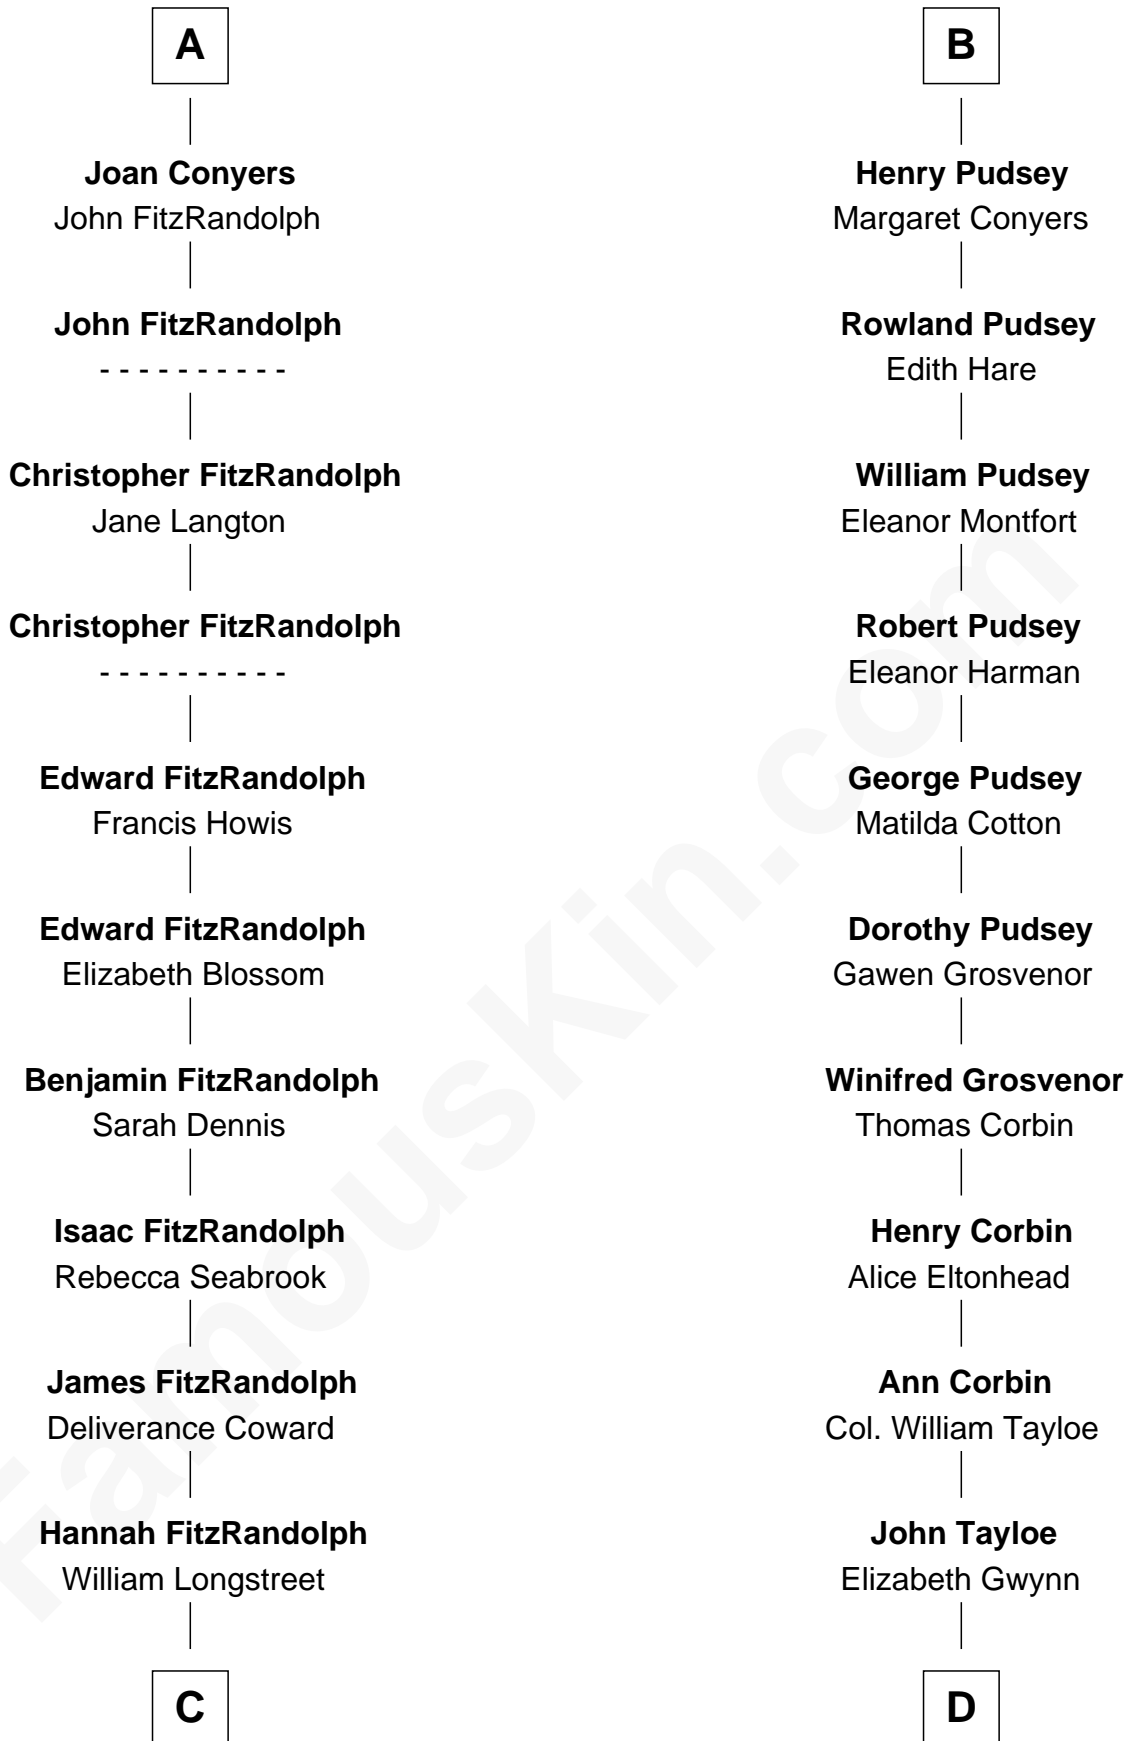 A
Joan Conyers
John FitzRandolph
John FitzRandolph
- - - - - - - - - -
Christopher FitzRandolph
Jane Langton
Christopher FitzRandolph
- - - - - - - - - -
Edward FitzRandolph
Francis Howis
Edward FitzRandolph
Elizabeth Blossom
Benjamin FitzRandolph
Sarah Dennis
Isaac FitzRandolph
Rebecca Seabrook
James FitzRandolph
Deliverance Coward
Hannah FitzRandolph
William Longstreet
C
B
Henry Pudsey
Margaret Conyers
Rowland Pudsey
Edith Hare
William Pudsey
Eleanor Montfort
Robert Pudsey
Eleanor Harman
George Pudsey
Matilda Cotton
Dorothy Pudsey
Gawen Grosvenor
Winifred Grosvenor
Thomas Corbin
Henry Corbin
Alice Eltonhead
Ann Corbin
Col. William Tayloe
John Tayloe
Elizabeth Gwynn
D
FamousKin.com